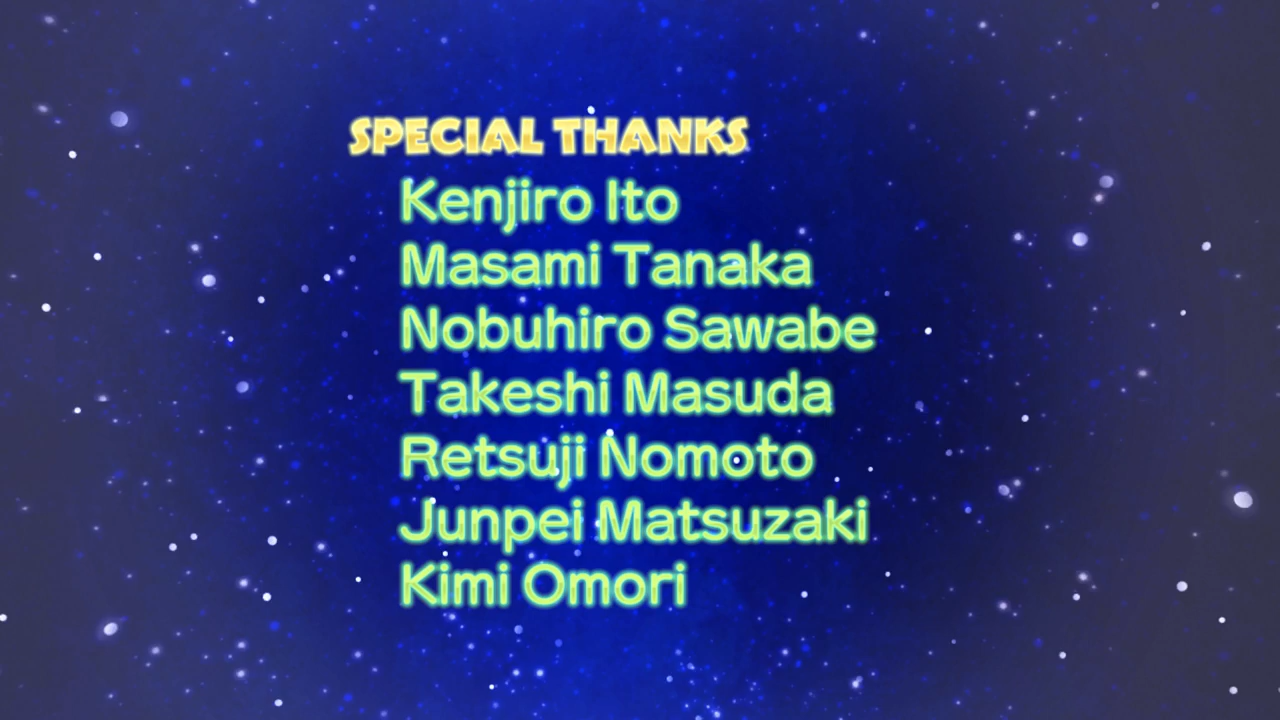 SPECIAL THANKS
Kenjiro Ito
Masami Tanaka
Nobuhiro Sawabe
Takeshi Masuda
Retsuji Nomoto
Junpei Matsuzaki
Kimi Omori